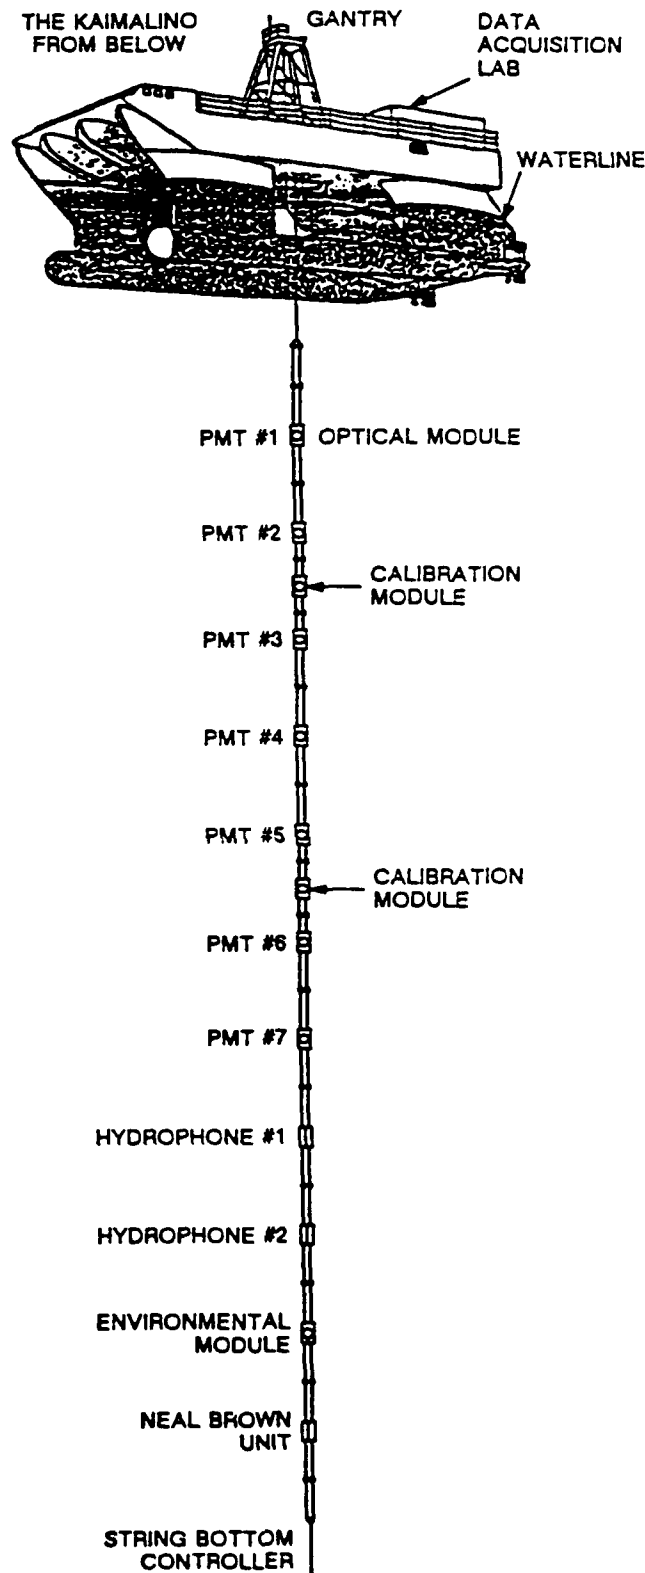 THE KAIMALINO
FROM BELOW
GANTRY
DATA
ACQUISITION
LAB
WATERLINE
PMT #1
OPTICAL MODULE
PMT #2
CALIBRATION
MODULE
PMT #3
PMT #4
PMT #5
CALIBRATION
MODULE
PMT #6
PMT #7
HYDROPHONE #1
HYDROPHONE #2
ENVIRONMENTAL
MODULE
NEAL BROWN
UNIT
STRING BOTTOM
CONTROLLER